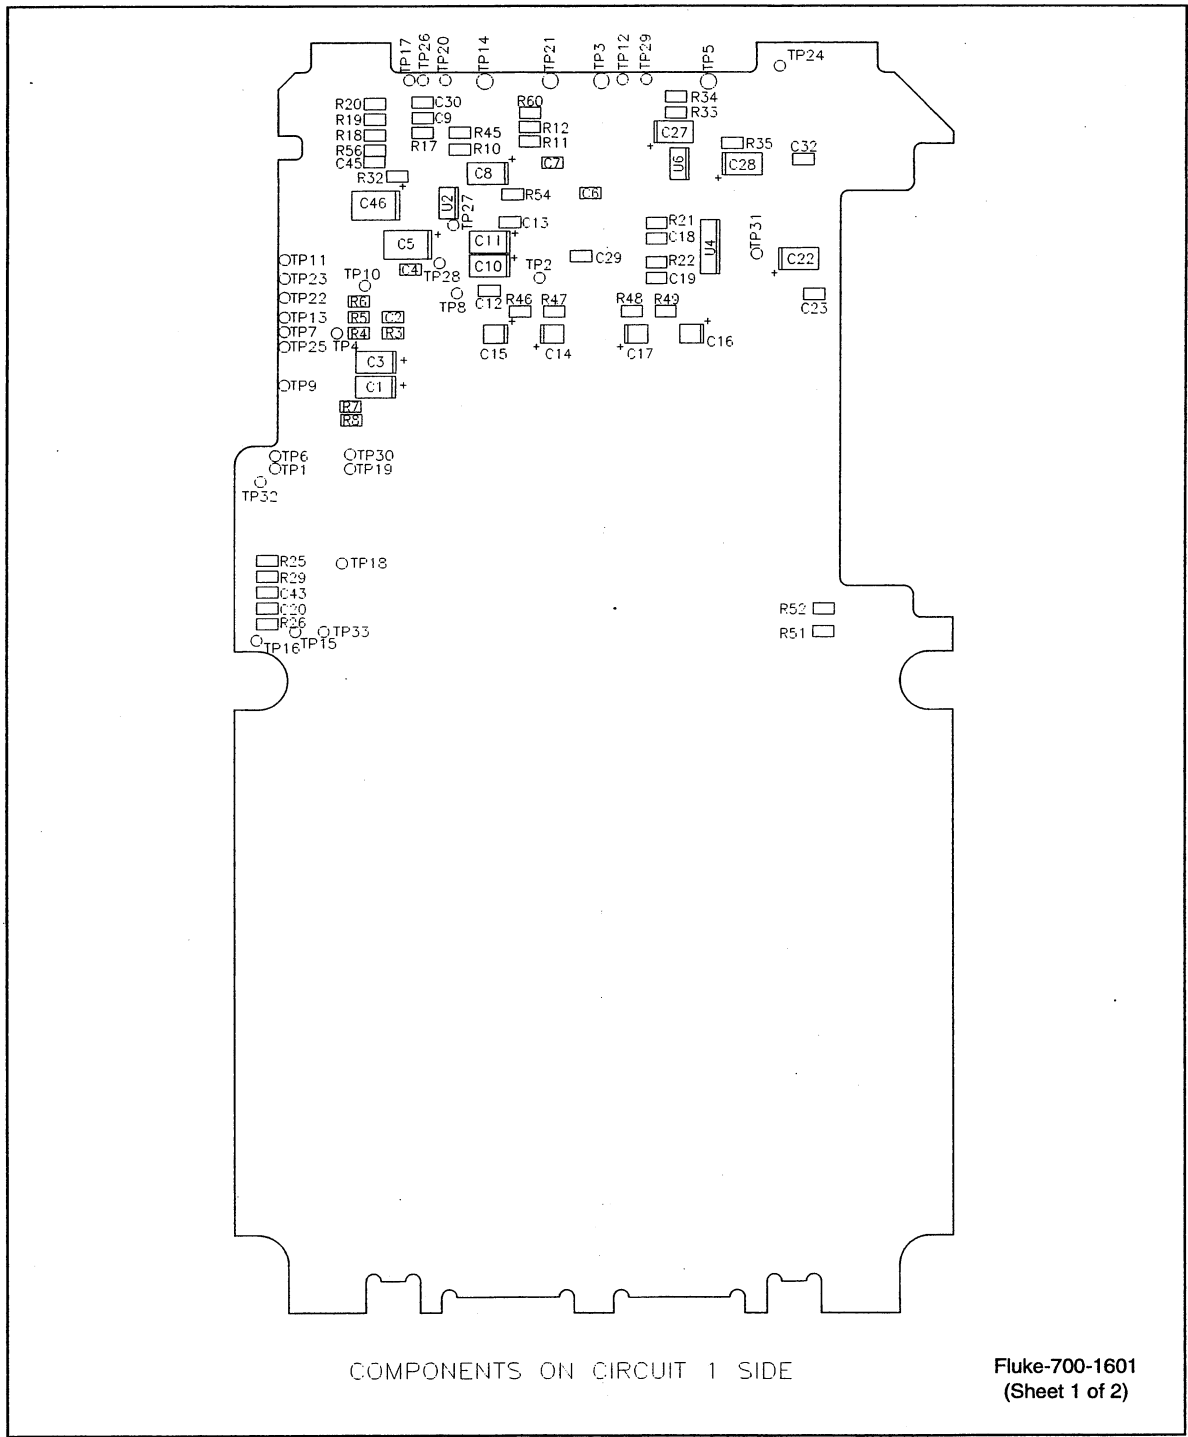 TP17 TP26 TP20 TP14 TP21 TP3 TP12 TP29 TP5 TP24
R20 C30 R60 R34
R19 C9 R12 R33
R18 R17 R45 R11 C27 R35 C32
R56 R10 C7 U6 C28
C45 C8
R32
C46 U2 TP27 R54 C6
C13 R21
C5 C11 C18 U4 TP31
TP11 C4 TP28 C10 C29 R22 C22
TP23 TP10 TP2 C19
TP22 R6 TP8 C12 R46 R47 R48 R49 C23
TP13 R5 C2
TP7 TP4 R4 R3
TP25 C3 C15 C14 C17 C16
TP9 C1
R7
R8
TP6 TP30
TP1 TP19
TP32
R25 TP18
R29
C43
C20 R52
R26 TP33 R51
TP16 TP15
COMPONENTS ON CIRCUIT 1 SIDE
Fluke-700-1601
(Sheet 1 of 2)